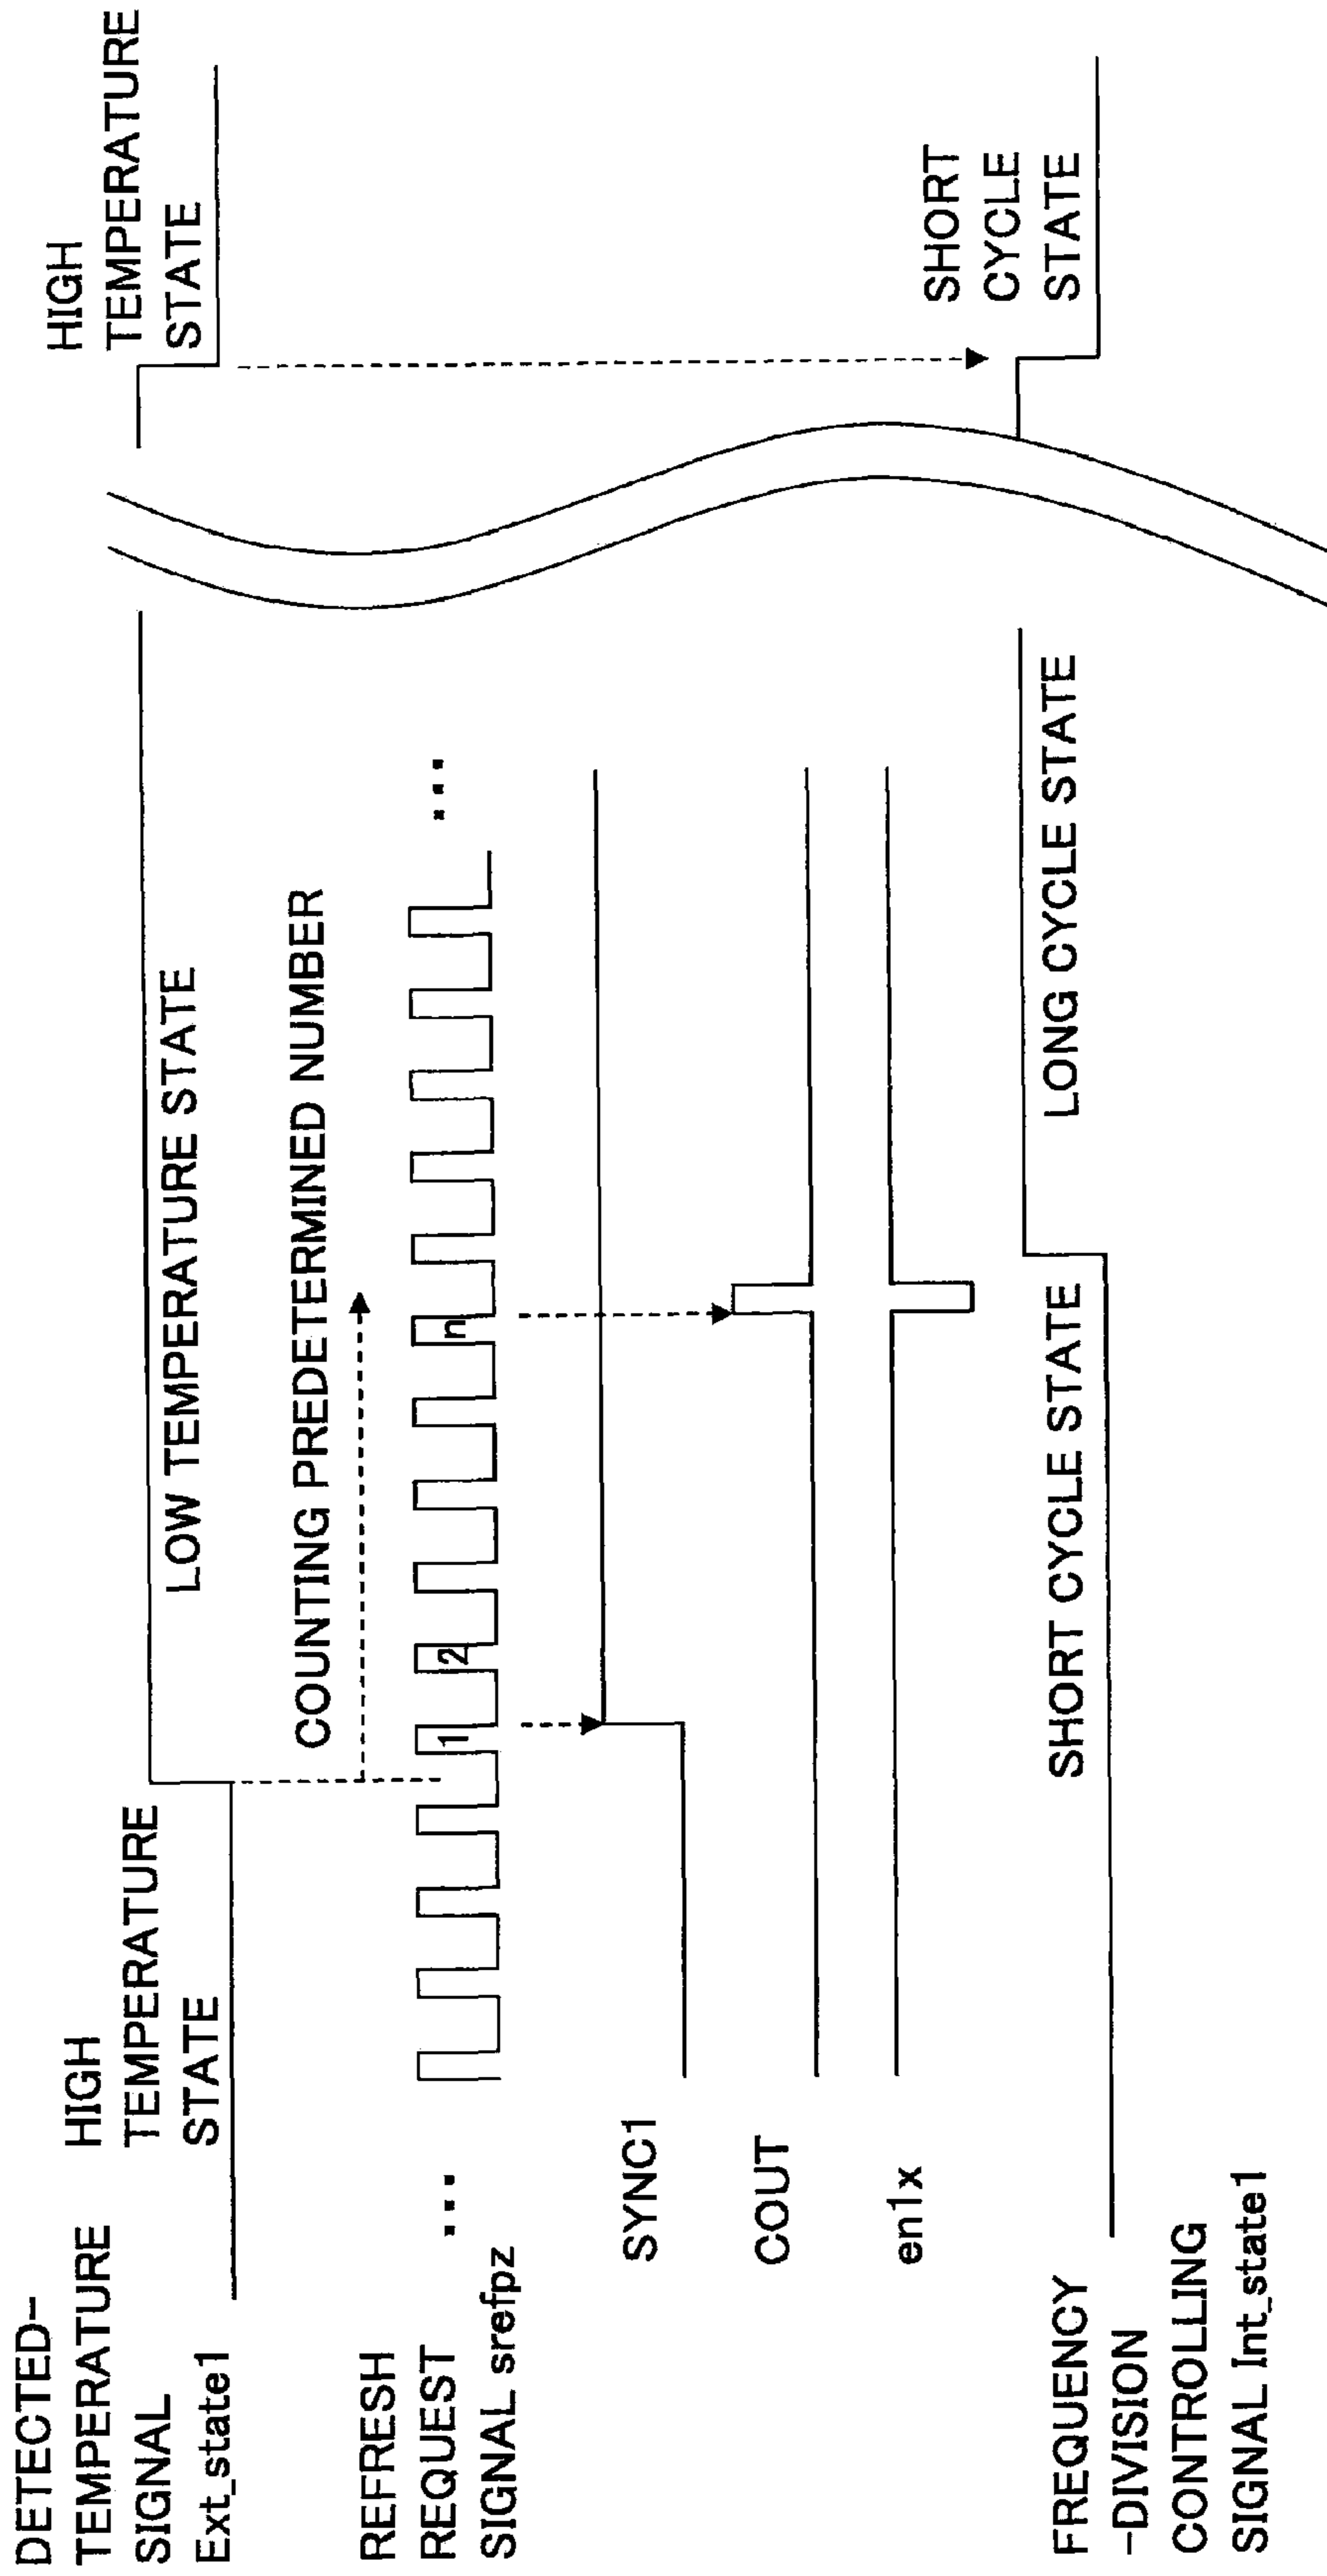 DETECTED-
TEMPERATURE
SIGNAL
Ext_state1
HIGH
TEMPERATURE
STATE
LOW TEMPERATURE STATE
HIGH
TEMPERATURE
STATE
COUNTING PREDETERMINED NUMBER
REFRESH
REQUEST
SIGNAL srefpz
...
1
2
n
...
SYNC1
COUT
en1x
FREQUENCY
-DIVISION
CONTROLLING
SIGNAL Int_state1
SHORT CYCLE STATE
LONG CYCLE STATE
SHORT
CYCLE
STATE